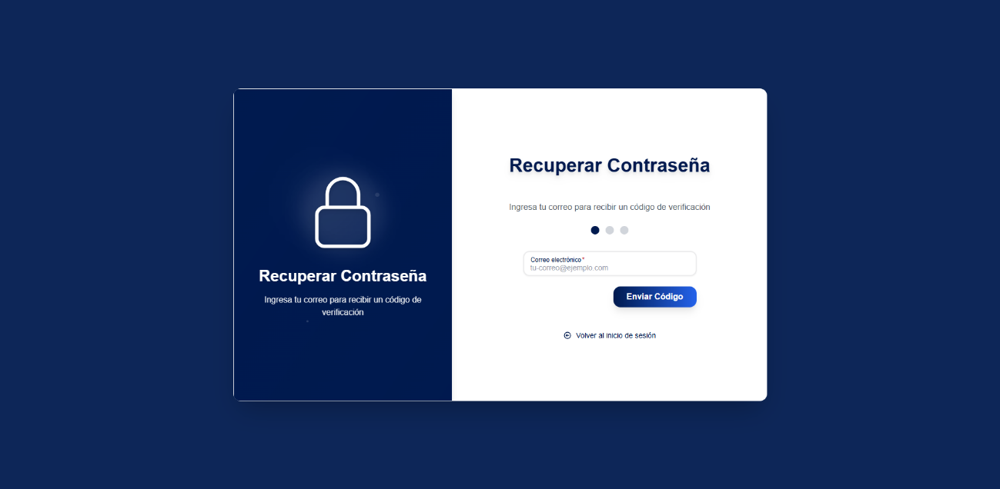 Recuperar Contraseña
Ingresa tu correo para recibir un código de
verificación
Recuperar Contraseña
Ingresa tu correo para recibir un código de verificación
Correo electrónico*
tu-correo@ejemplo.com
Enviar Código
Volver al inicio de sesión